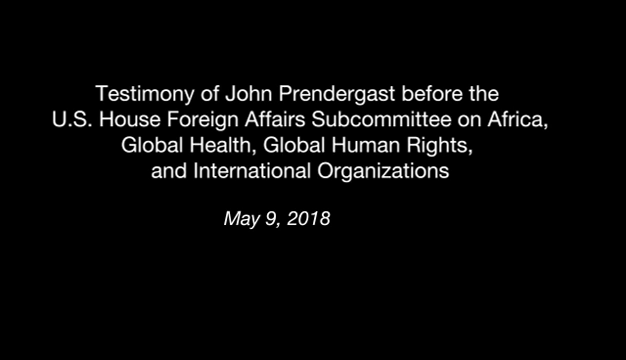 Testimony of John Prendergast before the
U.S. House Foreign Affairs Subcommittee on Africa,
Global Health, Global Human Rights,
and International Organizations
May 9, 2018